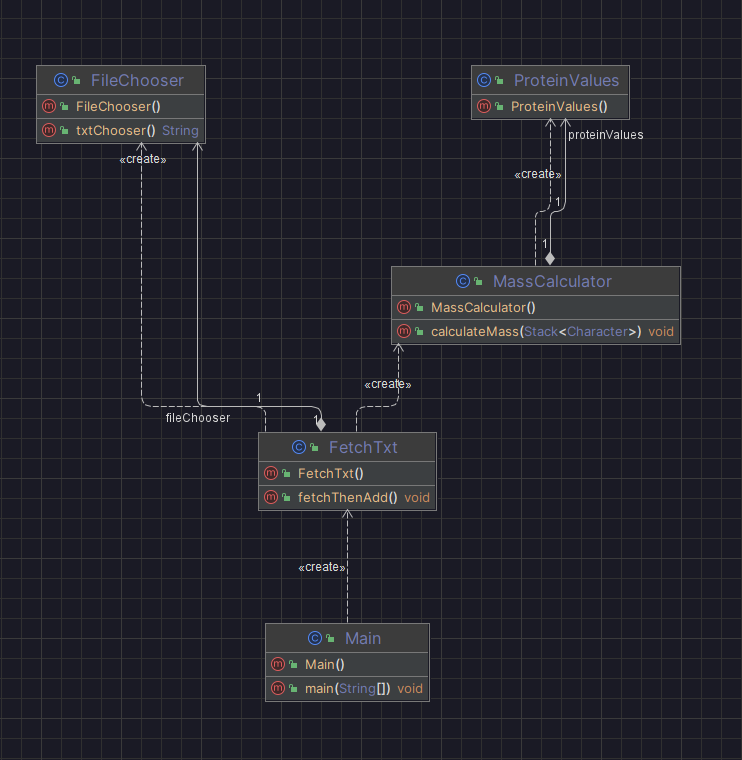 FileChooser
FileChooser()
txtChooser() String
ProteinValues
ProteinValues()
«create»
proteinValues
«create»
1
1
MassCalculator
MassCalculator()
calculateMass(Stack<Character>) void
«create»
1
fileChooser
1
FetchTxt
FetchTxt()
fetchThenAdd() void
«create»
Main
Main()
main(String[]) void